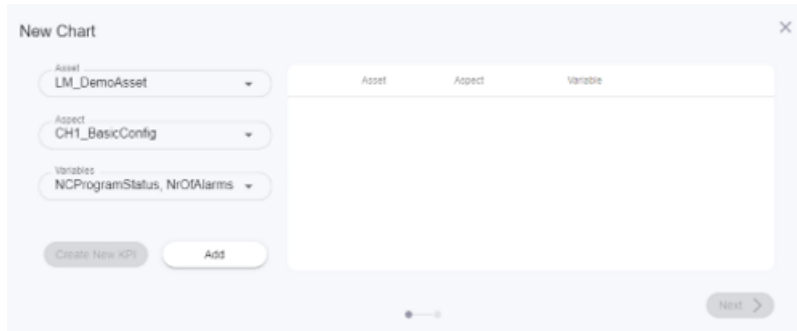 New Chart
Asset
LM_DemoAsset
Asset Aspect Variable
Aspect
CH1_BasicConfig
Variables
NCProgramStatus, NrOfAlarms
Create New KPI Add
Next